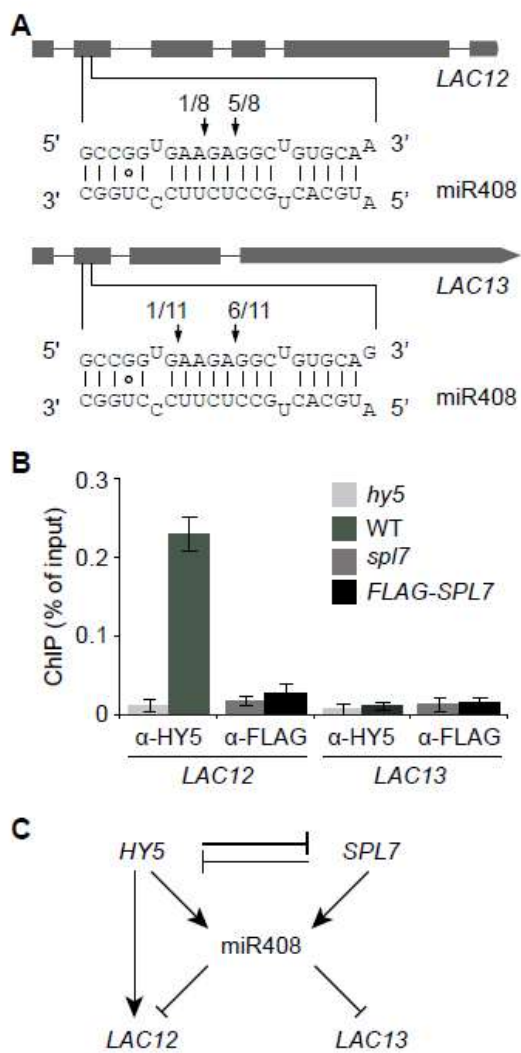 A
LAC12
1/8 5/8
5' GCCGGUGAAGAGGCUGUGCAA 3'
3' CGGUCCCUUCUCCGUCACGUA 5' miR408
LAC13
1/11 6/11
5' GCCGGUGAAGAGGCUGUGCAG 3'
3' CGGUCCCUUCUCCGUCACGUA 5' miR408
B
ChIP (% of input)
0.3
0.2
0.1
0
hy5
WT
spl7
FLAG-SPL7
α-HY5 α-FLAG α-HY5 α-FLAG
LAC12 LAC13
C
HY5 SPL7
miR408
LAC12 LAC13